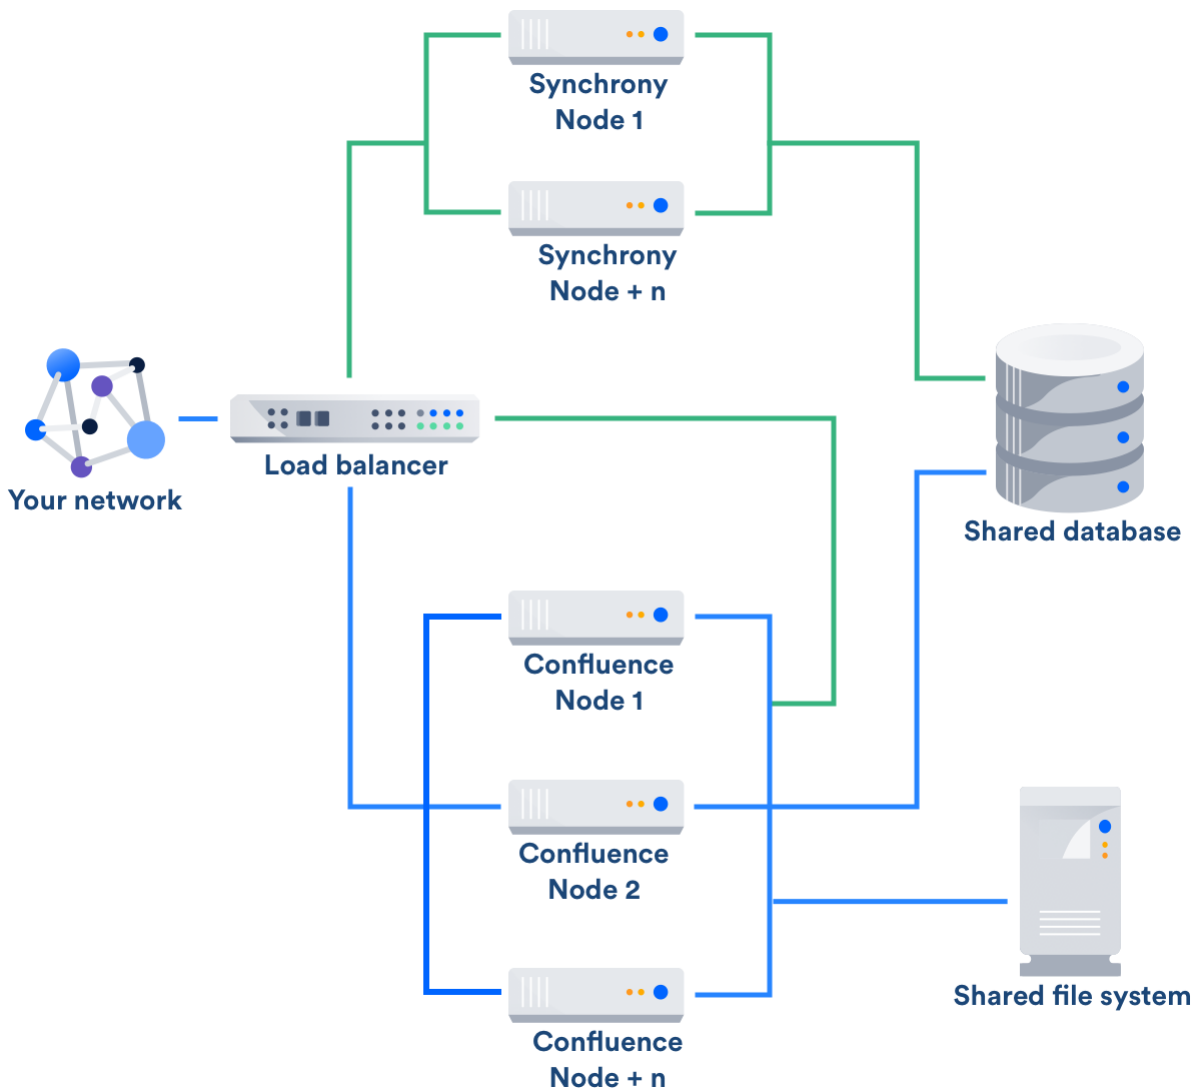 Synchrony
Node 1
Synchrony
Node + n
Load balancer
Your network
Shared database
Confluence
Node 1
Confluence
Node 2
Shared file system
Confluence
Node + n